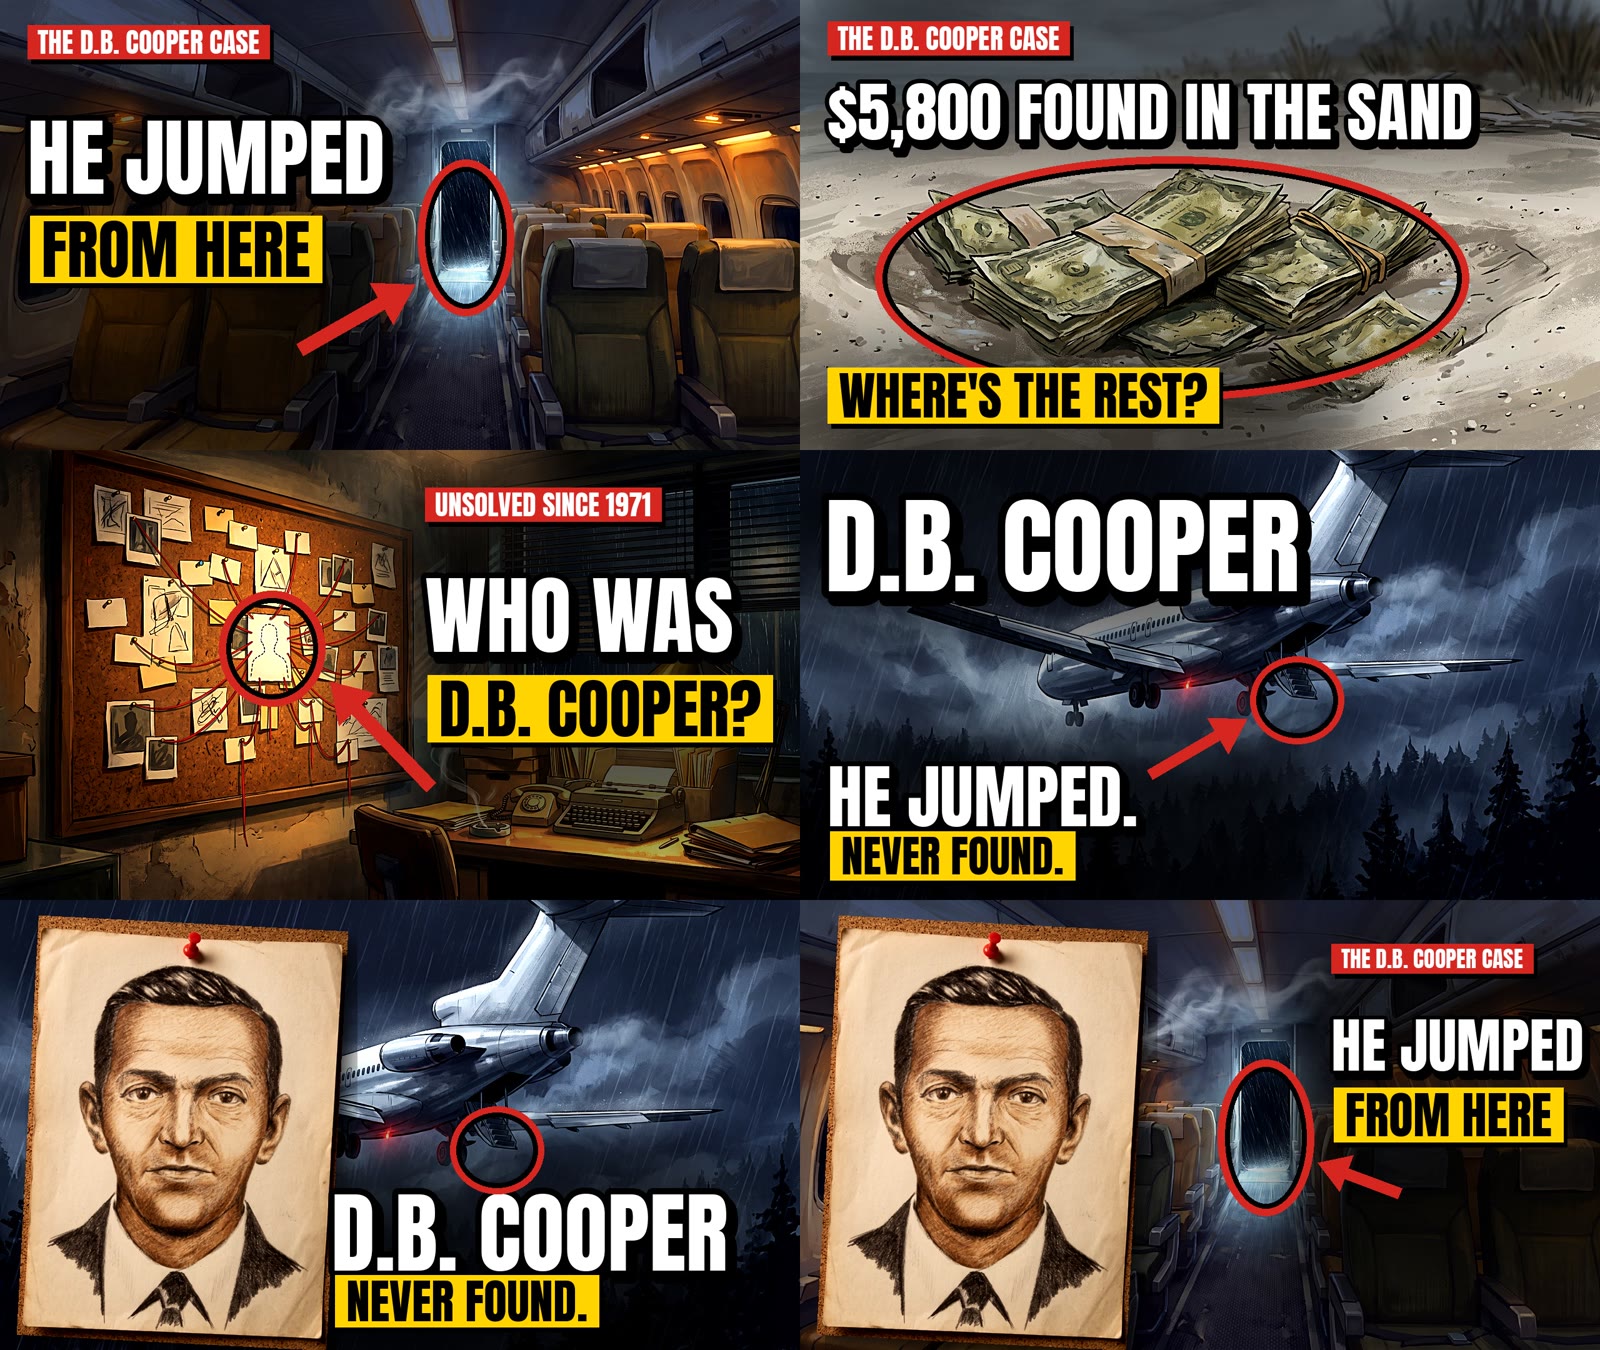 THE D.B. COOPER CASE
HE JUMPED
FROM HERE
THE D.B. COOPER CASE
$5,800 FOUND IN THE SAND
WHERE'S THE REST?
UNSOLVED SINCE 1971
WHO WAS
D.B. COOPER?
D.B. COOPER
HE JUMPED.
NEVER FOUND.
D.B. COOPER
NEVER FOUND.
THE D.B. COOPER CASE
HE JUMPED
FROM HERE